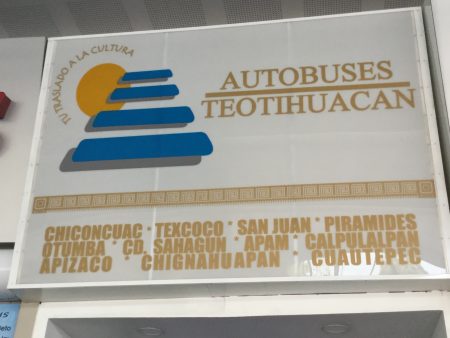 TU TRASLADO A LA CULTURA
AUTOBUSES
TEOTIHUACAN
CHICONCUAC * TEXCOCO * SAN JUAN * PIRAMIDES
OTUMBA * CD. SAHAGUN * APAM * CALPULALPAN
APIZACO * CHIGNAHUAPAN * CUAUTEPEC